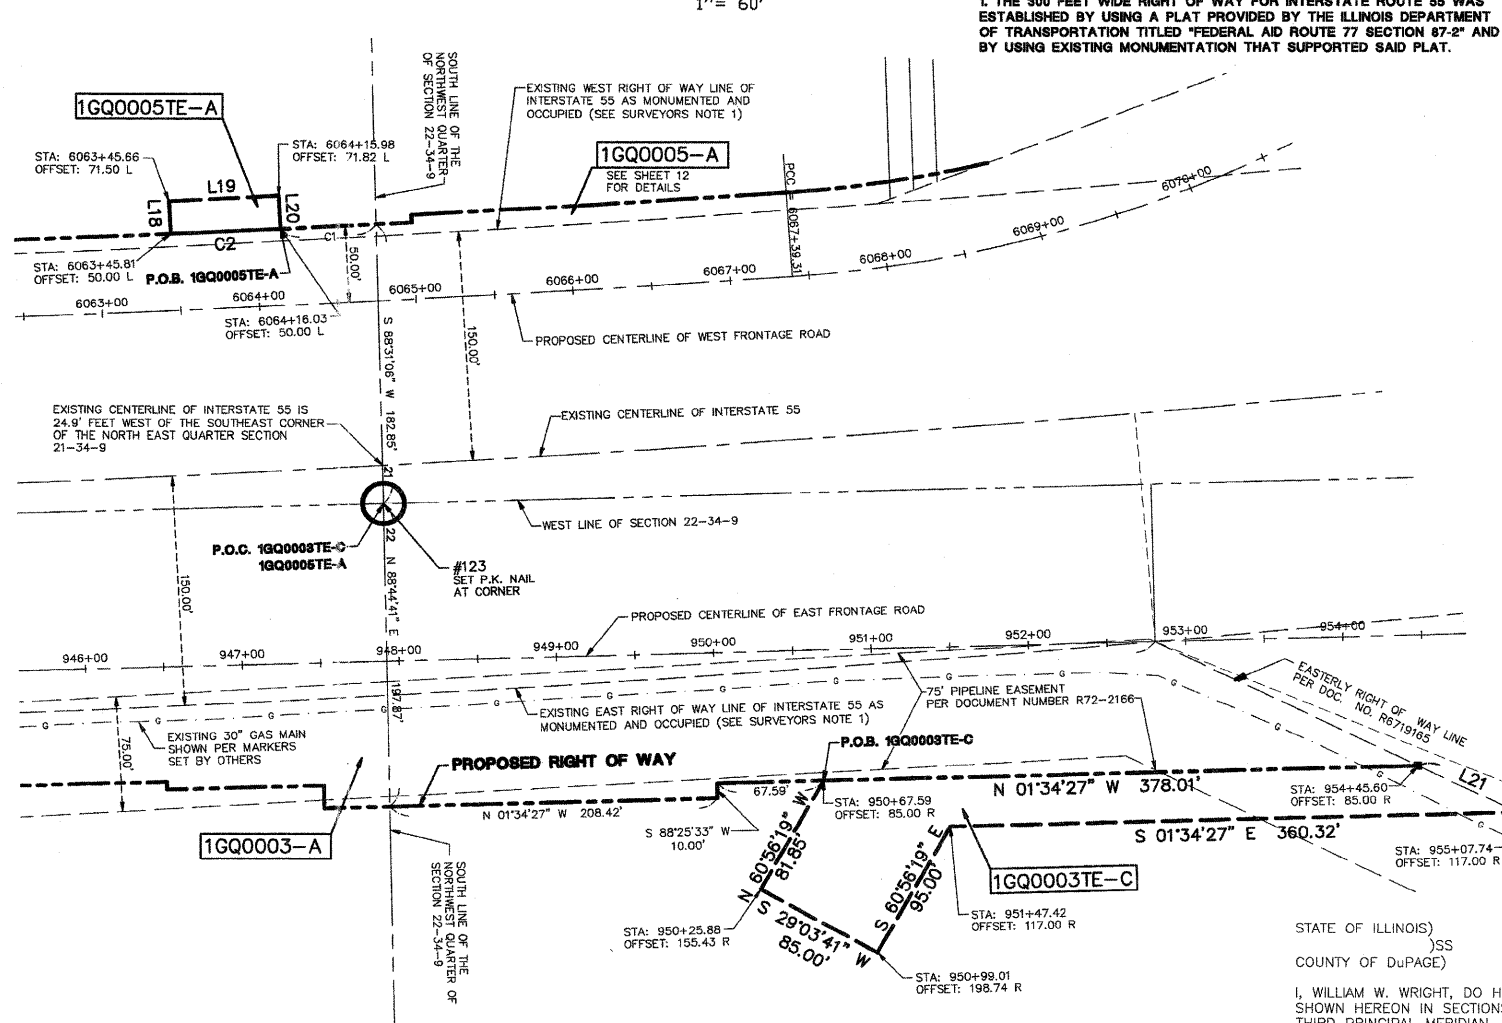 1"= 60'
1. THE 300 FEET WIDE RIGHT OF WAY FOR INTERSTATE ROUTE 55 WAS
ESTABLISHED BY USING A PLAT PROVIDED BY THE ILLINOIS DEPARTMENT
OF TRANSPORTATION TITLED "FEDERAL AID ROUTE 77 SECTION 87-2" AND
BY USING EXISTING MONUMENTATION THAT SUPPORTED SAID PLAT.
SOUTH LINE OF THE
NORTHWEST QUARTER
OF SECTION 22-34-9
1GQ0005TE-A
EXISTING WEST RIGHT OF WAY LINE OF
INTERSTATE 55 AS MONUMENTED AND
OCCUPIED (SEE SURVEYORS NOTE 1)
STA: 6063+45.66
OFFSET: 71.50 L
STA: 6064+15.98
OFFSET: 71.82 L
1GQ0005-A
SEE SHEET 12
FOR DETAILS
PCC = 6067+39.31
L19
L18
L20
C2
C1
50.00'
STA: 6063+45.81
OFFSET: 50.00 L
P.O.B. 1GQ0005TE-A
6063+00
6064+00
6065+00
6066+00
6067+00
6068+00
6069+00
6070+00
STA: 6064+16.03
OFFSET: 50.00 L
PROPOSED CENTERLINE OF WEST FRONTAGE ROAD
S 88°31'06" W 182.85'
150.00'
EXISTING CENTERLINE OF INTERSTATE 55 IS
24.9' FEET WEST OF THE SOUTHEAST CORNER
OF THE NORTH EAST QUARTER SECTION
21-34-9
EXISTING CENTERLINE OF INTERSTATE 55
21
22
WEST LINE OF SECTION 22-34-9
P.O.C. 1GQ0003TE-C
1GQ0005TE-A
#123
SET P.K. NAIL
AT CORNER
150.00'
N 88°44'41" E 197.87'
PROPOSED CENTERLINE OF EAST FRONTAGE ROAD
946+00
947+00
948+00
949+00
950+00
951+00
952+00
953+00
954+00
G
G
G
G
G
G
G
G
G
G
G
75' PIPELINE EASEMENT
PER DOCUMENT NUMBER R72-2166
EASTERLY RIGHT OF WAY LINE
PER DOC. NO. R6719165
EXISTING EAST RIGHT OF WAY LINE OF INTERSTATE 55 AS
MONUMENTED AND OCCUPIED (SEE SURVEYORS NOTE 1)
EXISTING 30" GAS MAIN
SHOWN PER MARKERS
SET BY OTHERS
75.00'
P.O.B. 1GQ0003TE-C
PROPOSED RIGHT OF WAY
67.59'
N 01°34'27" W 378.01'
L21
STA: 954+45.60
OFFSET: 85.00 R
STA: 950+67.59
OFFSET: 85.00 R
N 01°34'27" W 208.42'
S 88°25'33" W
10.00'
S 01°34'27" E 360.32'
1GQ0003-A
STA: 955+07.74
OFFSET: 117.00 R
N 60°56'19" W
81.85'
S 60°56'19" E
95.00'
1GQ0003TE-C
SOUTH LINE OF THE
NORTHWEST QUARTER OF
SECTION 22-34-9
STA: 951+47.42
OFFSET: 117.00 R
S 29°03'41" W
85.00'
STA: 950+25.88
OFFSET: 155.43 R
STA: 950+99.01
OFFSET: 198.74 R
STATE OF ILLINOIS)
)SS
COUNTY OF DuPAGE)
I, WILLIAM W. WRIGHT, DO H
SHOWN HEREON IN SECTION
THIRD PRINCIPAL MERIDIAN